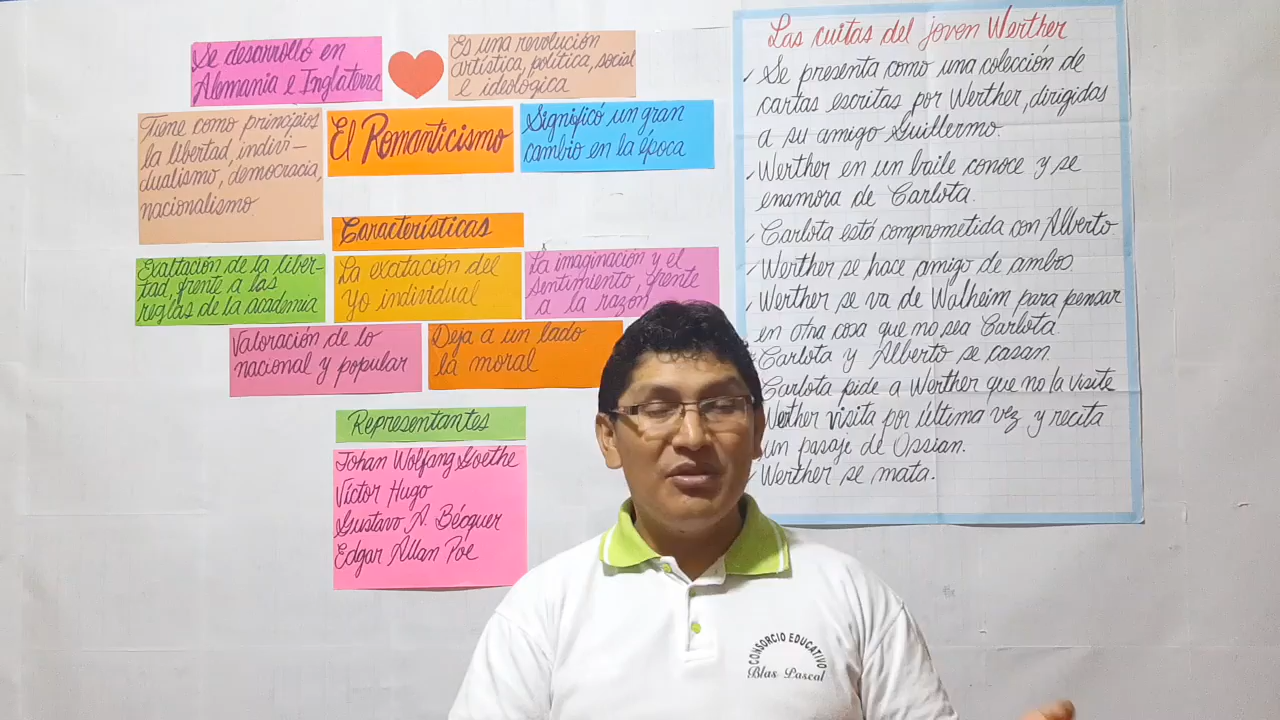 Se desarrolló en
Alemania e Inglaterra
Es una revolución
artística, política, social
e ideológica
Tiene como principios
la libertad, indivi-
dualismo, democracia,
nacionalismo.
El Romanticismo
Significó un gran
cambio en la época
Características
Exaltación de la liber-
tad, frente a las
reglas de la academia
La exaltación del
yo individual
La imaginación y el
sentimiento, frente
a la razón
Valoración de lo
nacional y popular
Deja a un lado
la moral
Representantes
Johan Wolfang Goethe
Víctor Hugo
Gustavo A. Bécquer
Edgar Allan Poe
Las cuitas del joven Werther
✓ Se presenta como una colección de
cartas escritas por Werther, dirigidas
a su amigo Guillermo.
✓ Werther en un baile conoce y se
enamora de Carlota.
✓ Carlota está comprometida con Alberto
✓ Werther se hace amigo de ambos
✓ Werther se va de Walheim para pensar
en otra cosa que no sea Carlota.
Carlota y Alberto se casan.
Carlota pide a Werther que no la visite
Werther visita por última vez y recita
un pasaje de Ossian.
✓ Werther se mata.
CONSORCIO EDUCATIVO
Blas Pascal